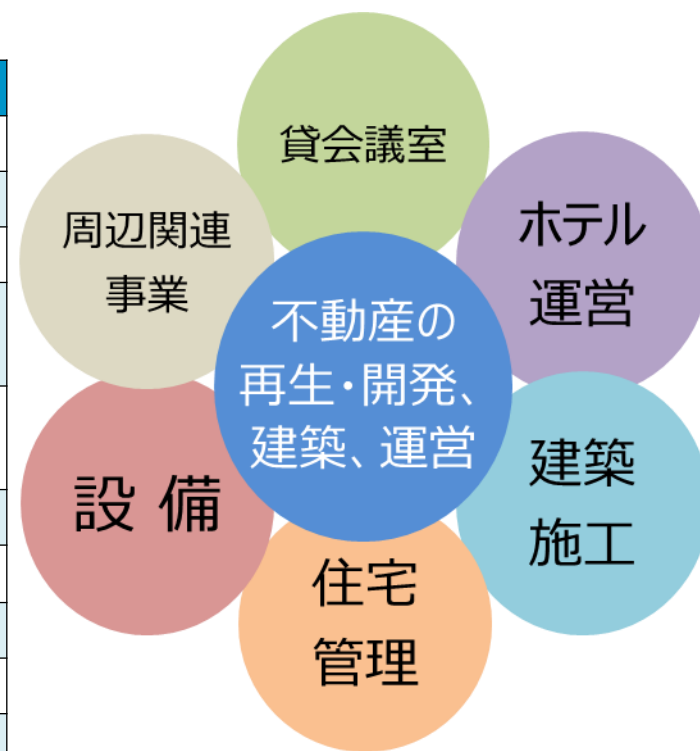 貸会議室
周辺関連
事業
ホテル
運営
不動産の
再生・開発、
建築、運営
設 備
建築
施工
住宅
管理